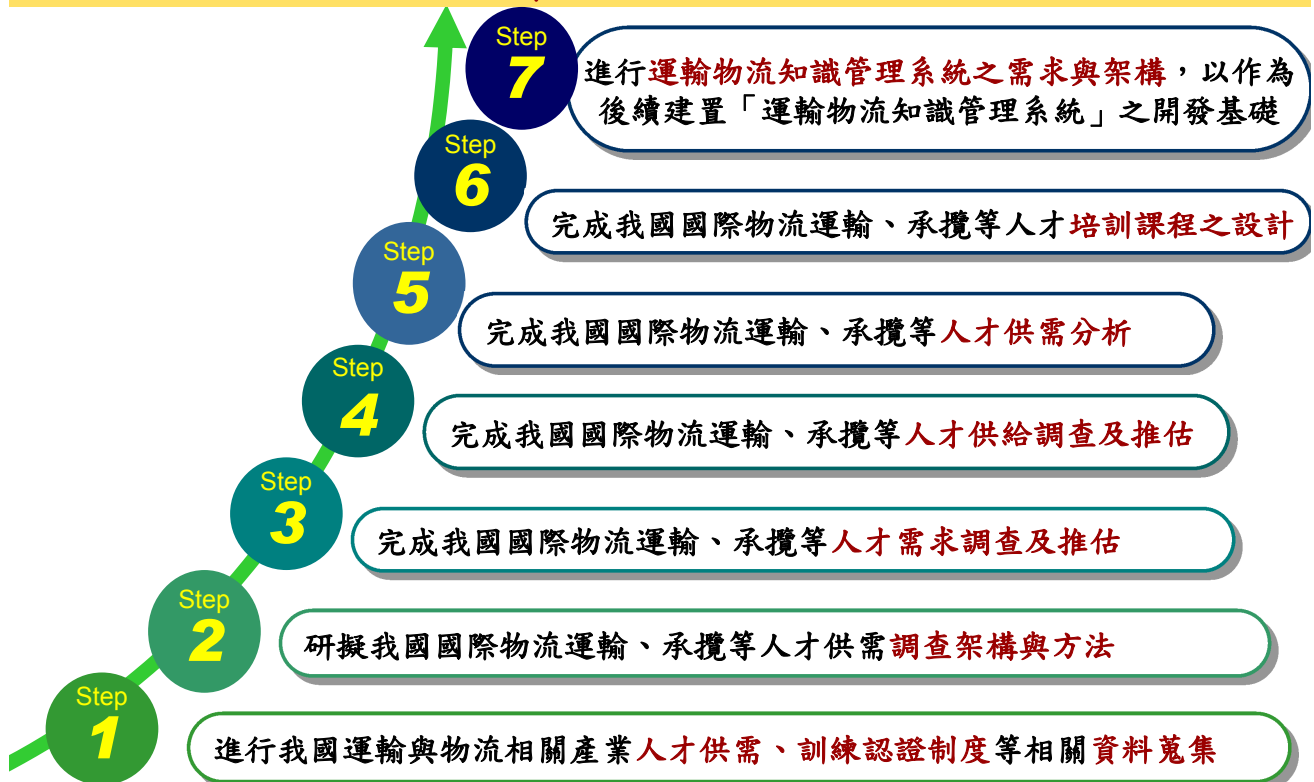 Step
7
進行運輸物流知識管理系統之需求與架構，以作為
後續建置「運輸物流知識管理系統」之開發基礎
Step
6
完成我國國際物流運輸、承攬等人才培訓課程之設計
Step
5
完成我國國際物流運輸、承攬等人才供需分析
Step
4
完成我國國際物流運輸、承攬等人才供給調查及推估
Step
3
完成我國國際物流運輸、承攬等人才需求調查及推估
Step
2
研擬我國國際物流運輸、承攬等人才供需調查架構與方法
Step
1
進行我國運輸與物流相關產業人才供需、訓練認證制度等相關資料蒐集